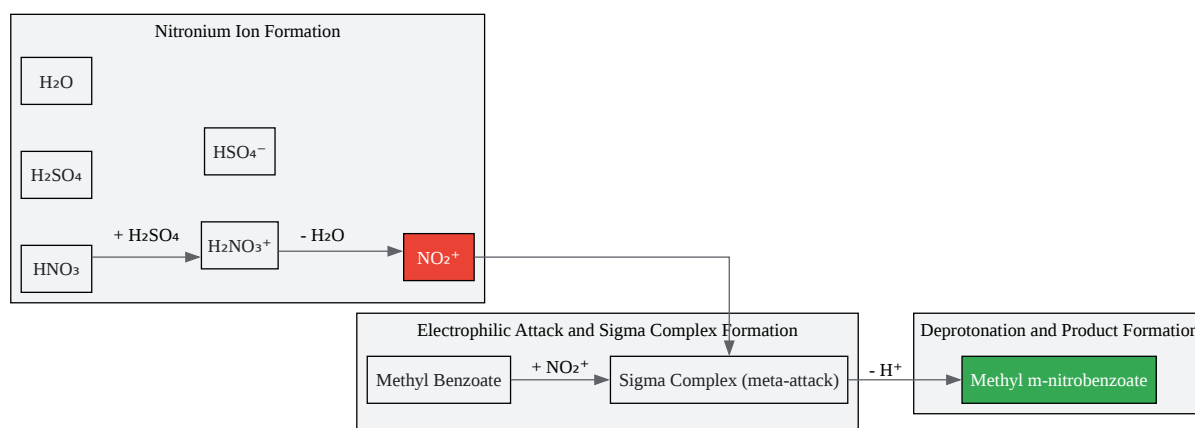 Nitronium Ion Formation
H₂O
HSO₄⁻
H₂SO₄
+ H₂SO₄
H₂NO₃⁺
- H₂O
NO₂⁺
HNO₃
Electrophilic Attack and Sigma Complex Formation
Methyl Benzoate
+ NO₂⁺
Sigma Complex (meta-attack)
- H⁺
Deprotonation and Product Formation
Methyl m-nitrobenzoate